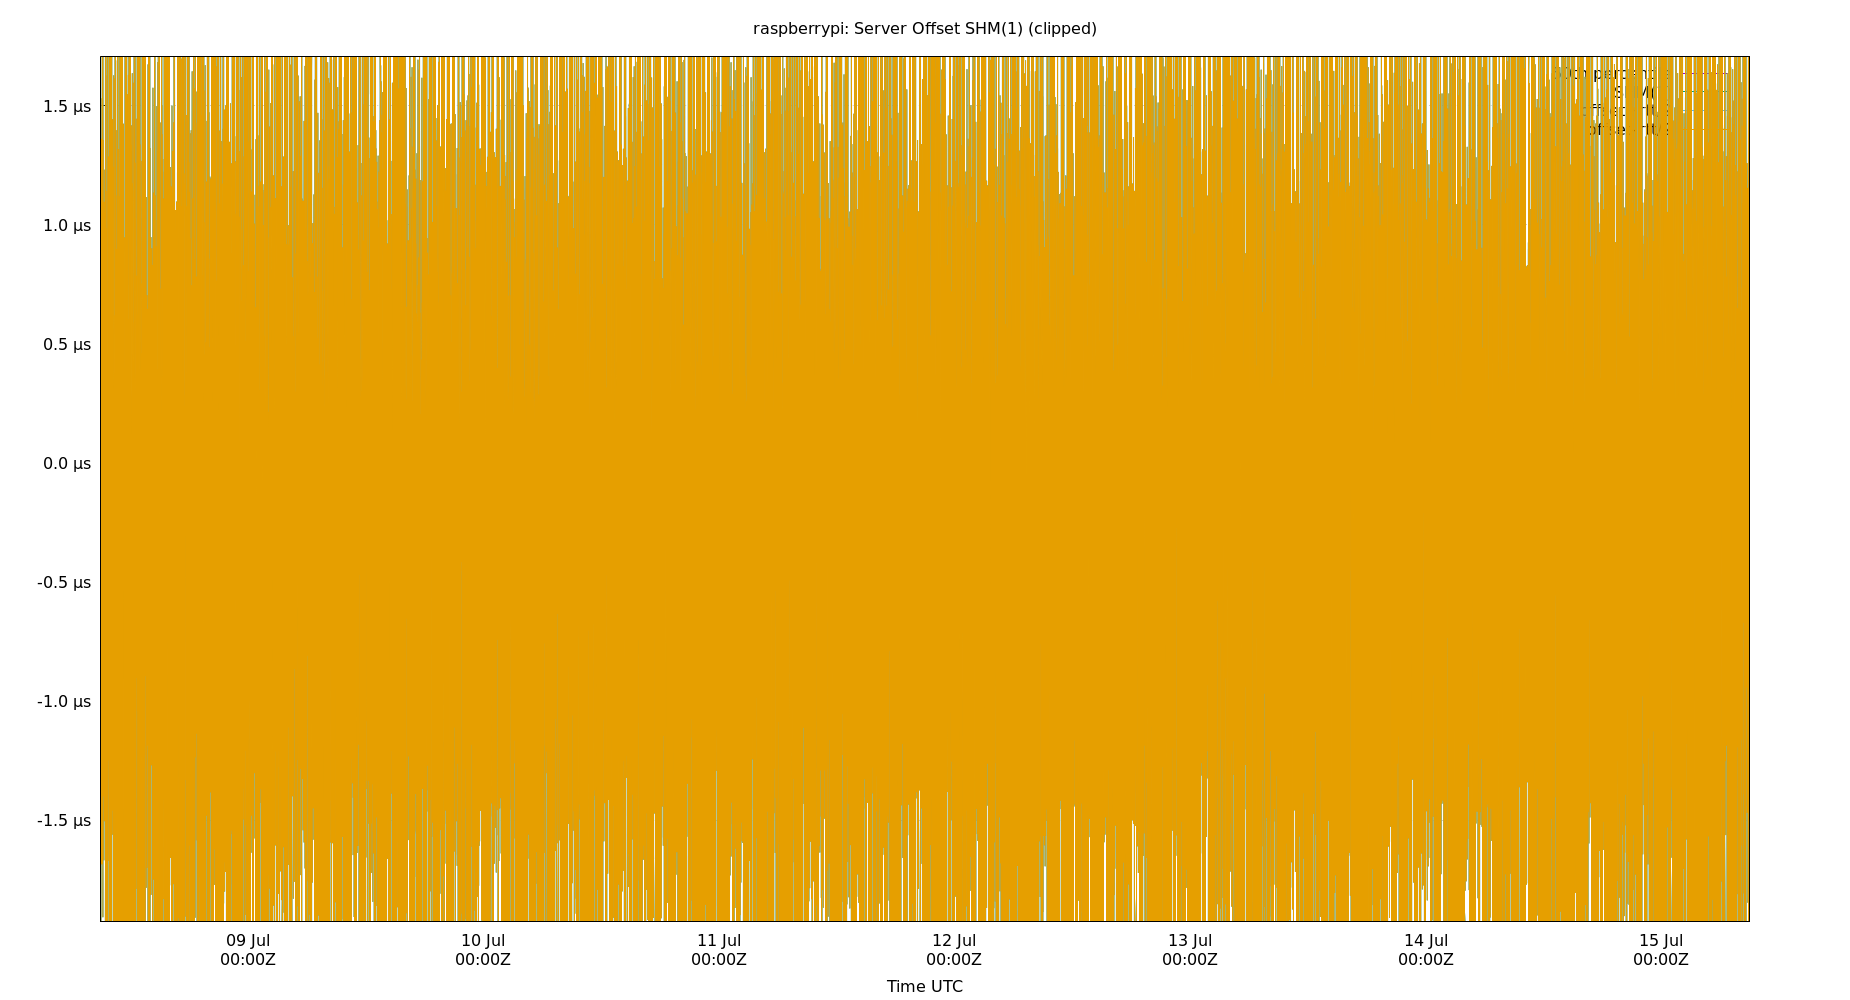 raspberrypi: Server Offset SHM(1) (clipped)
1.5 µs
1.0 µs
0.5 µs
0.0 µs
-0.5 µs
-1.0 µs
-1.5 µs
09 Jul 10 Jul 11 Jul 12 Jul 13 Jul 14 Jul 15 Jul
00:00Z 00:00Z 00:00Z 00:00Z 00:00Z 00:00Z 00:00Z
Time UTC